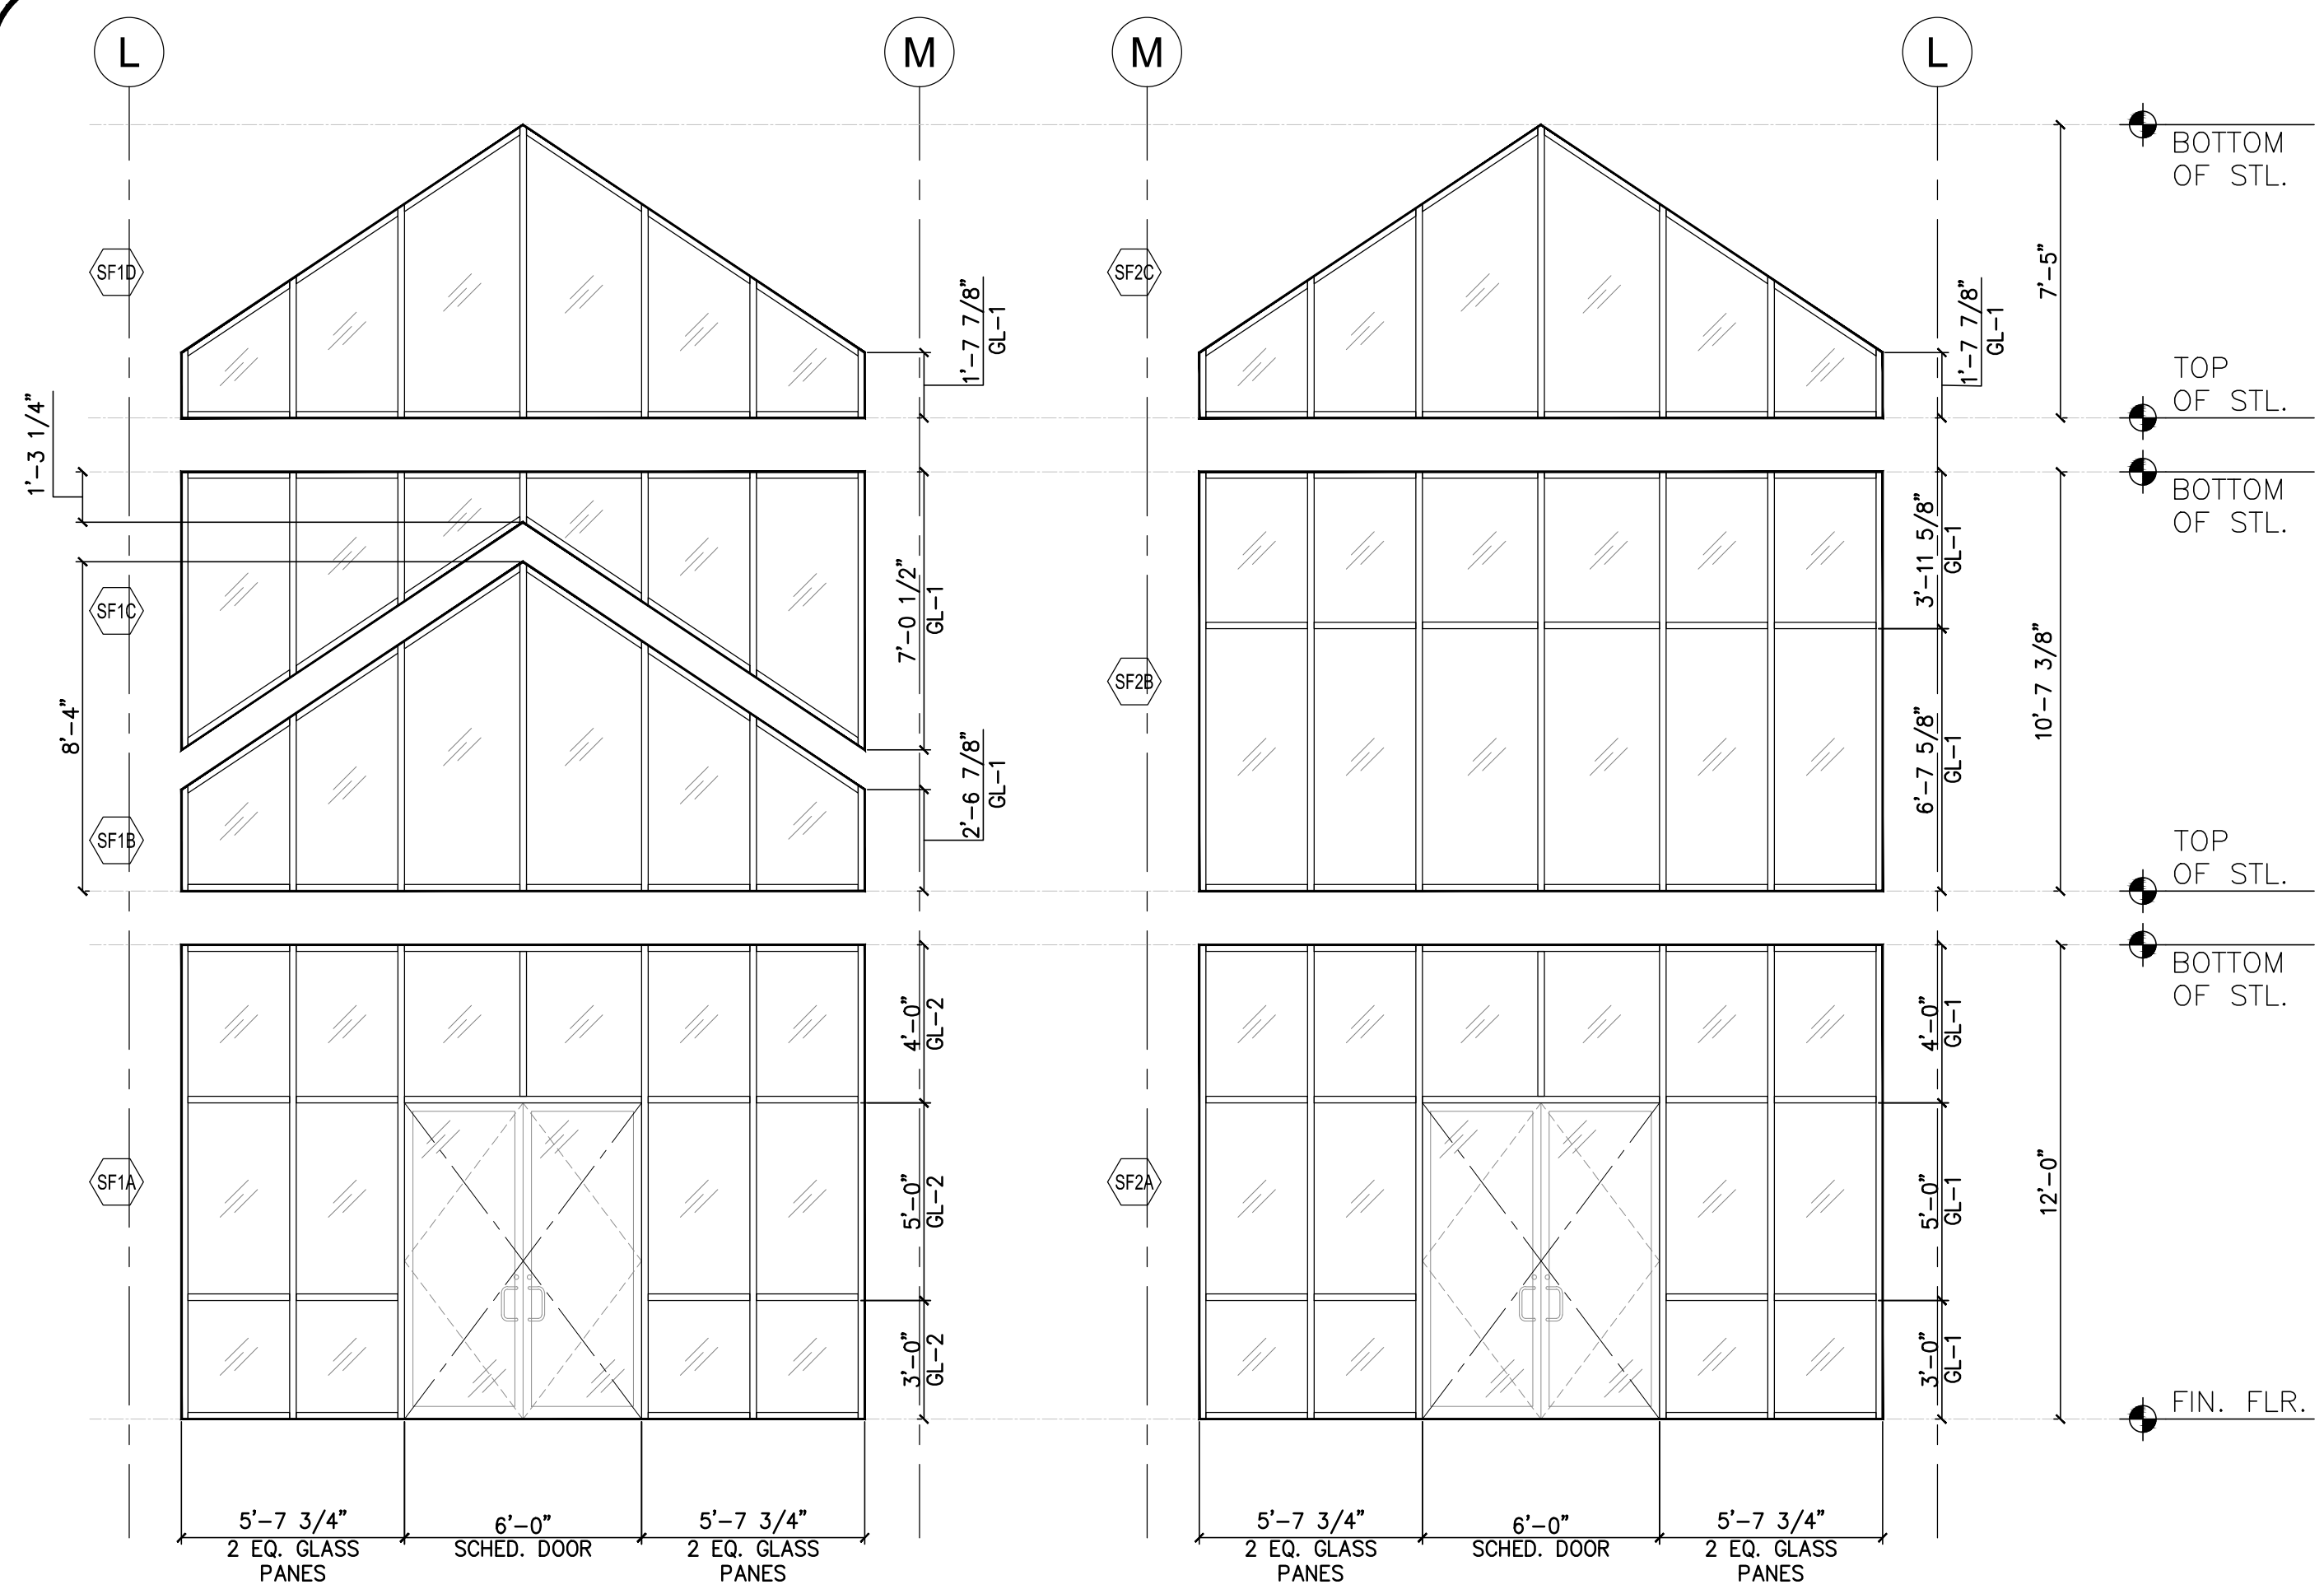 L
M
M
L
BOTTOM
OF STL.
SF1D
SF2C
7'-5"
1'-7 7/8"
GL-1
1'-7 7/8"
GL-1
TOP
OF STL.
1'-3 1/4"
BOTTOM
OF STL.
3'-11 5/8"
GL-1
SF1C
7'-0 1/2"
GL-1
SF2B
10'-7 3/8"
8'-4"
2'-6 7/8"
GL-1
6'-7 5/8"
GL-1
SF1B
TOP
OF STL.
BOTTOM
OF STL.
4'-0"
GL-2
4'-0"
GL-1
SF1A
5'-0"
GL-2
SF2A
5'-0"
GL-1
12'-0"
3'-0"
GL-2
3'-0"
GL-1
FIN. FLR.
5'-7 3/4"
2 EQ. GLASS
PANES
6'-0"
SCHED. DOOR
5'-7 3/4"
2 EQ. GLASS
PANES
5'-7 3/4"
2 EQ. GLASS
PANES
6'-0"
SCHED. DOOR
5'-7 3/4"
2 EQ. GLASS
PANES